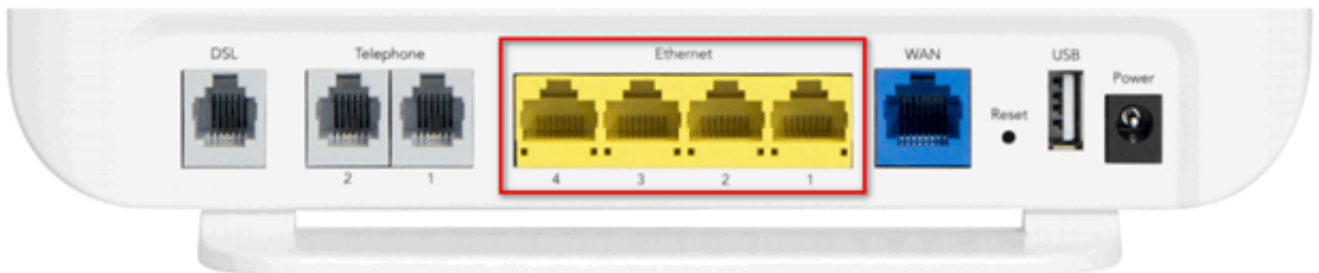 DSL
Telephone
Ethernet
WAN
Reset
USB
Power
2 1
4 3 2 1